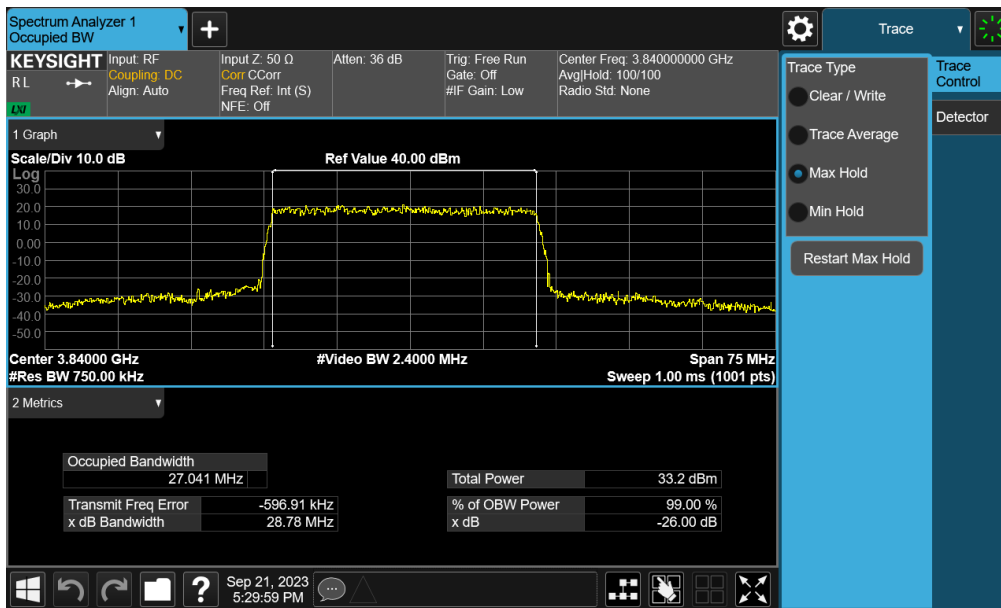 Spectrum Analyzer 1
Occupied BW
+
Trace
KEYSIGHT
R L
LXI
Input: RF
Coupling: DC
Align: Auto
Input Z: 50 Ω
Corr CCorr
Freq Ref: Int (S)
NFE: Off
Atten: 36 dB
Trig: Free Run
Gate: Off
#IF Gain: Low
Center Freq: 3.840000000 GHz
Avg|Hold: 100/100
Radio Std: None
Trace Type
Clear / Write
Trace Average
Max Hold
Min Hold
Restart Max Hold
Trace
Control
Detector
1 Graph
Scale/Div 10.0 dB
Ref Value 40.00 dBm
Log
30.0
20.0
10.0
0.00
-10.0
-20.0
-30.0
-40.0
-50.0
Center 3.84000 GHz
#Video BW 2.4000 MHz
Span 75 MHz
#Res BW 750.00 kHz
Sweep 1.00 ms (1001 pts)
2 Metrics
Occupied Bandwidth
27.041 MHz
Total Power 33.2 dBm
Transmit Freq Error -596.91 kHz
% of OBW Power 99.00 %
x dB Bandwidth 28.78 MHz
x dB -26.00 dB
?
Sep 21, 2023
5:29:59 PM